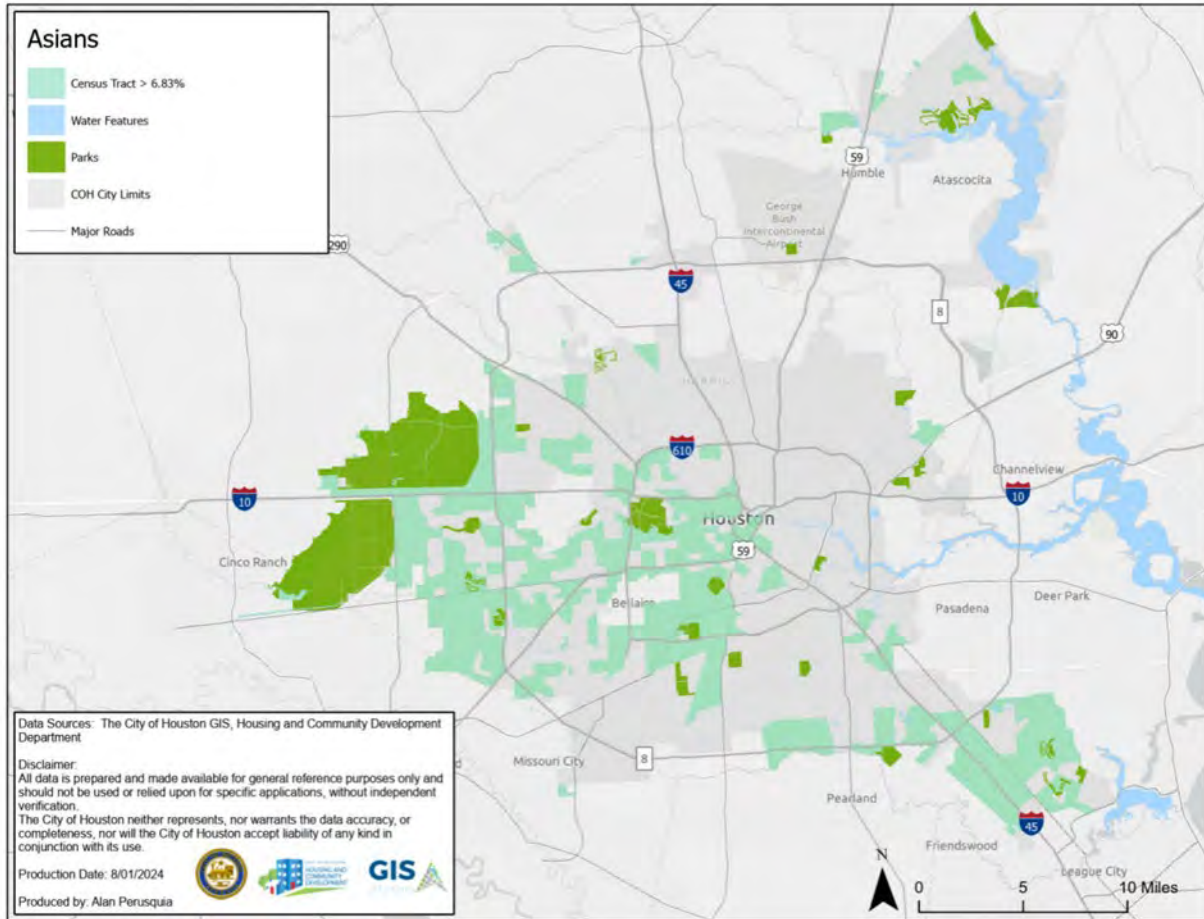 Asians
Census Tract > 6.83%
Water Features
Parks
COH City Limits
Major Roads
59
Humble
Atascocita
George
Bush
Intercontinental
Airport
290
45
8
90
610
Channelview
10
10
Houston
59
Cinco Ranch
Bellaire
Pasadena
Deer Park
Missouri City
8
Pearland
45
Friendswood
League City
Data Sources: The City of Houston GIS, Housing and Community Development
Department
Disclaimer:
All data is prepared and made available for general reference purposes only and
should not be used or relied upon for specific applications, without independent
verification.
The City of Houston neither represents, nor warrants the data accuracy, or
completeness, nor will the City of Houston accept liability of any kind in
conjunction with its use.
Production Date: 8/01/2024
HOUSING AND
COMMUNITY
DEVELOPMENT
GIS
Produced by: Alan Perusquia
N
0 5 10 Miles